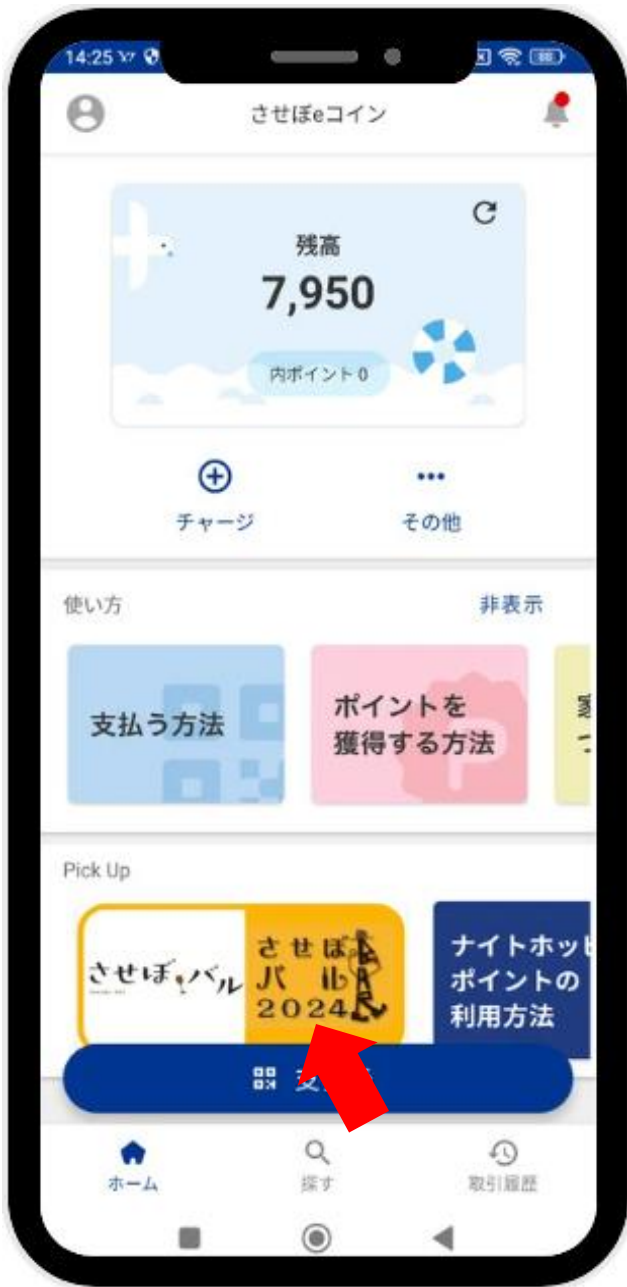 14:25
させぼeコイン
残高
7,950
内ポイント 0
チャージ
その他
使い方
非表示
支払う方法
ポイントを
獲得する方法
Pick Up
させぼバル
させぼ
バル
2024
ナイトホッピ
ポイントの
利用方法
ホーム
探す
取引履歴